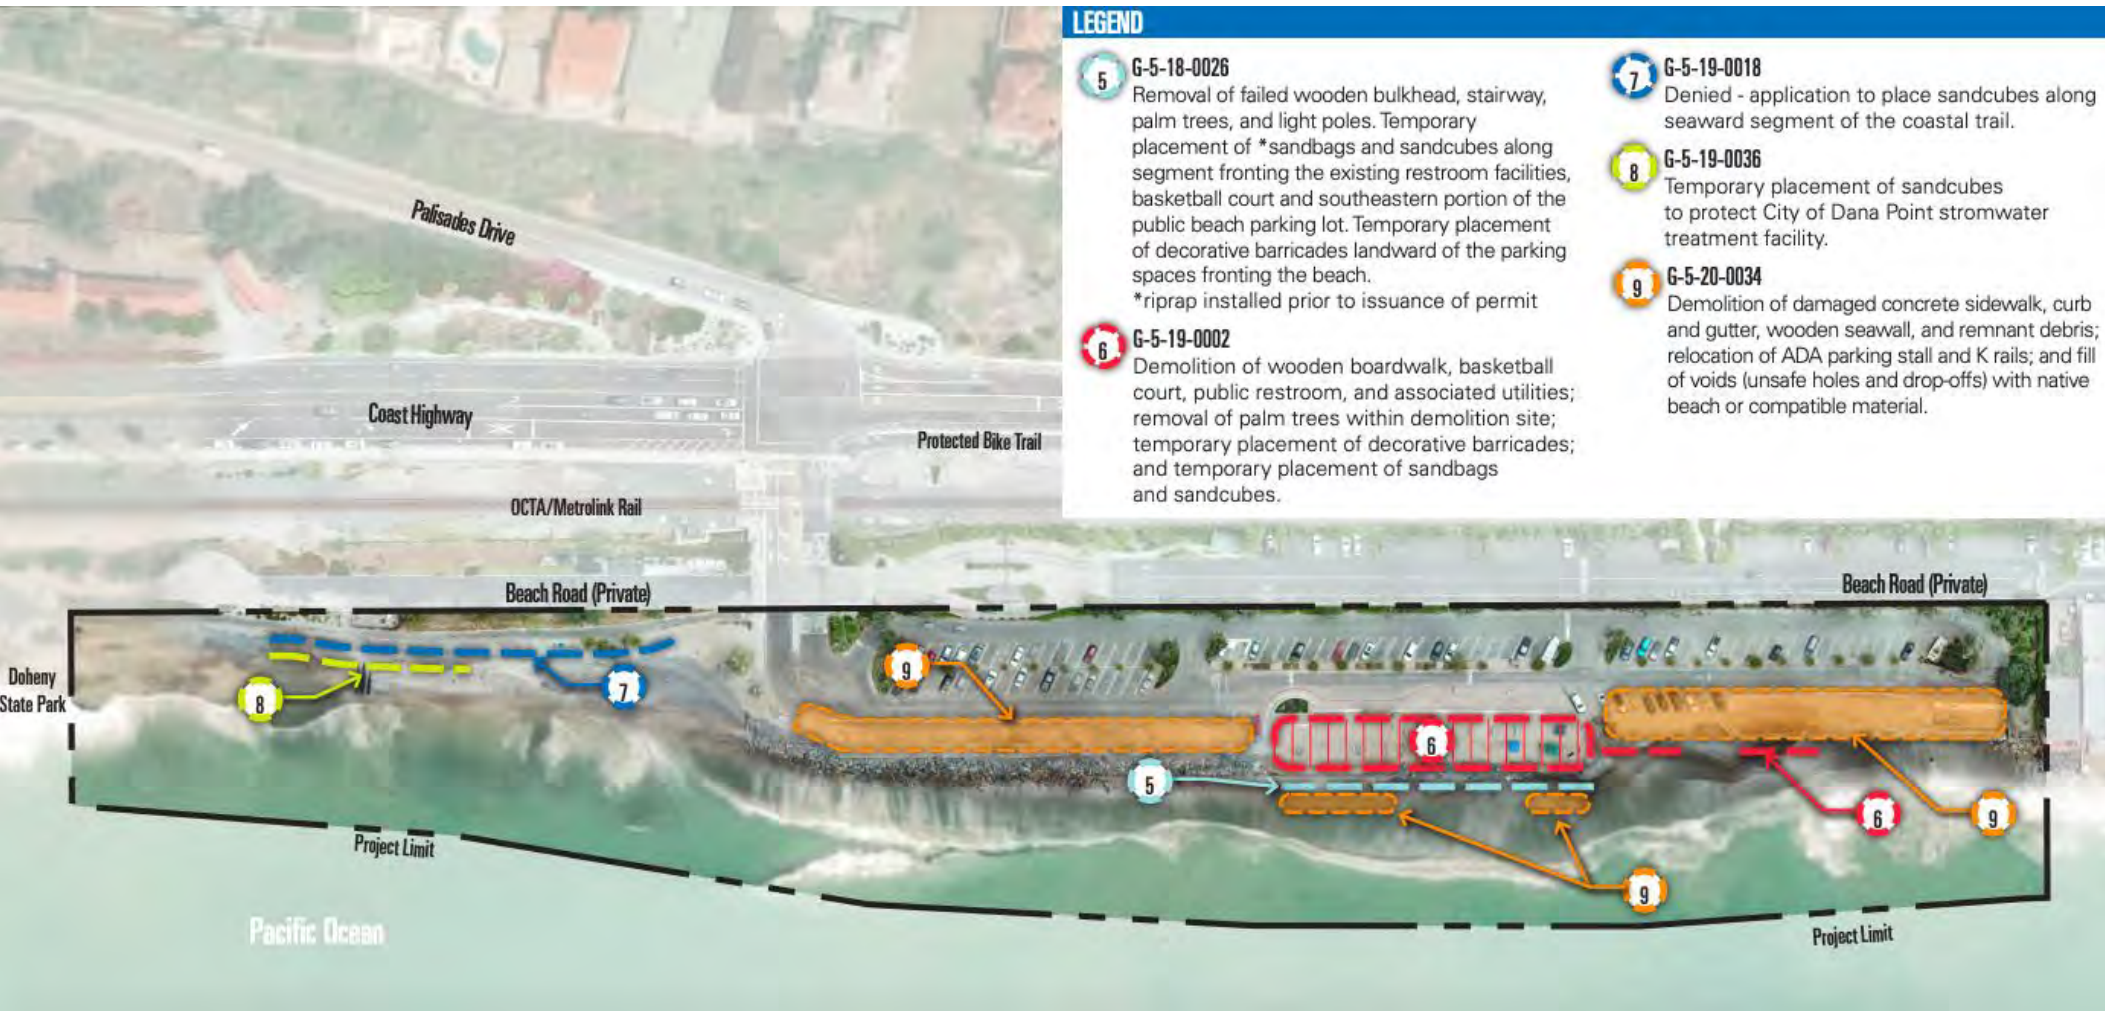 LEGEND
5
G-5-18-0026
Removal of failed wooden bulkhead, stairway,
palm trees, and light poles. Temporary
placement of *sandbags and sandcubes along
segment fronting the existing restroom facilities,
basketball court and southeastern portion of the
public beach parking lot. Temporary placement
of decorative barricades landward of the parking
spaces fronting the beach.
*riprap installed prior to issuance of permit
6
G-5-19-0002
Demolition of wooden boardwalk, basketball
court, public restroom, and associated utilities;
removal of palm trees within demolition site;
temporary placement of decorative barricades;
and temporary placement of sandbags
and sandcubes.
7
G-5-19-0018
Denied - application to place sandcubes along
seaward segment of the coastal trail.
8
G-5-19-0036
Temporary placement of sandcubes
to protect City of Dana Point stromwater
treatment facility.
9
G-5-20-0034
Demolition of damaged concrete sidewalk, curb
and gutter, wooden seawall, and remnant debris;
relocation of ADA parking stall and K rails; and fill
of voids (unsafe holes and drop-offs) with native
beach or compatible material.
Palisades Drive
Coast Highway
Protected Bike Trail
OCTA/Metrolink Rail
Beach Road (Private)
Beach Road (Private)
Doheny
State Park
8
7
9
5
6
6
9
9
Project Limit
Project Limit
Pacific Ocean